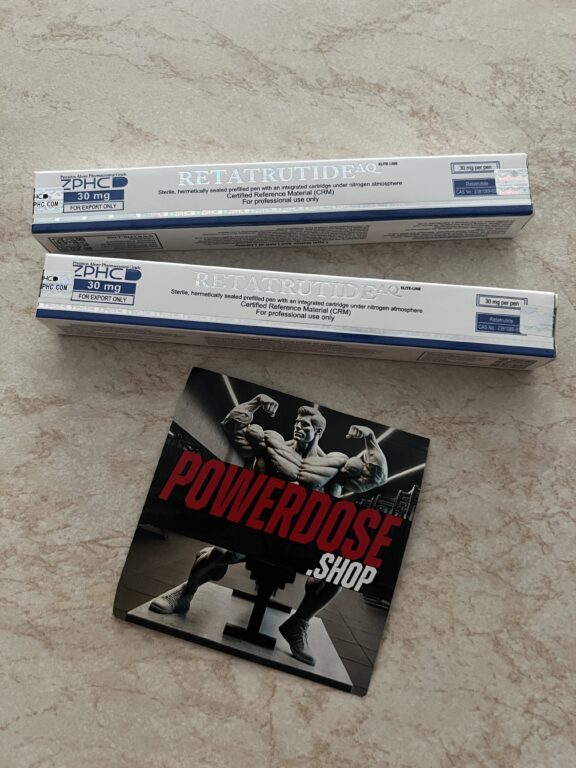 Premium Above Pharmaceutical Grade
ZPHC
30 mg
FOR EXPORT ONLY
RETATRUTIDE AQ ELITE-LINE
Sterile, hermetically sealed prefilled pen with an integrated cartridge under nitrogen atmosphere
Certified Reference Material (CRM)
For professional use only
30 mg per pen
Retatrutide
ZPHC
30 mg
FOR EXPORT ONLY
PHC.COM
RETATRUTIDE AQ ELITE-LINE
Sterile, hermetically sealed prefilled pen with an integrated cartridge under nitrogen atmosphere
Certified Reference Material (CRM)
For professional use only
30 mg per pen
Retatrutide
POWERDOSE
.SHOP